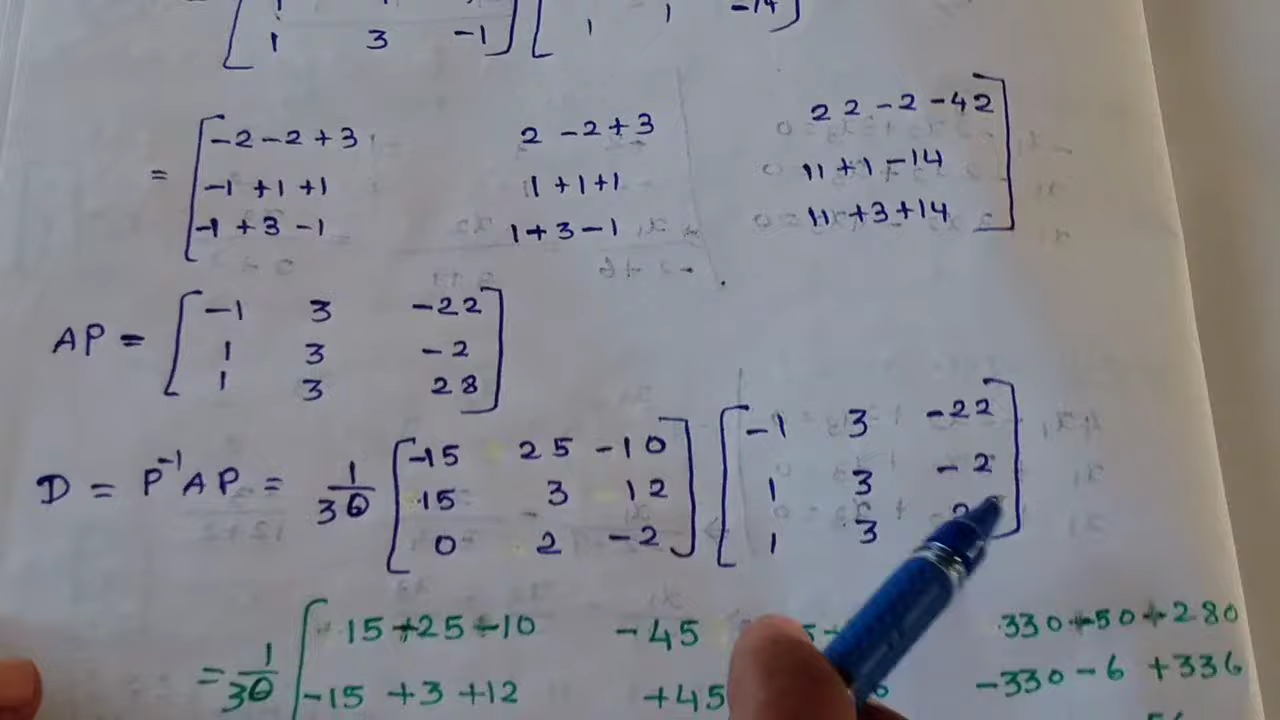 1 3 -1 1 1 -14
= [ -2-2+3 2-2+3 22-2-42
-1+1+1 1+1+1 11+1-14
-1+3-1 1+3-1 11+3+14 ]
AP = [ -1 3 -22
1 3 -2
1 3 28 ]
D = P⁻¹AP = 1/30 [ -15 25 -10
15 3 12
0 2 -2 ] [ -1 3 -22
1 3 -2
1 3 ]
= 1/30 [ 15+25-10 -45 330-50-280
-15+3+12 +45 -330-6+336